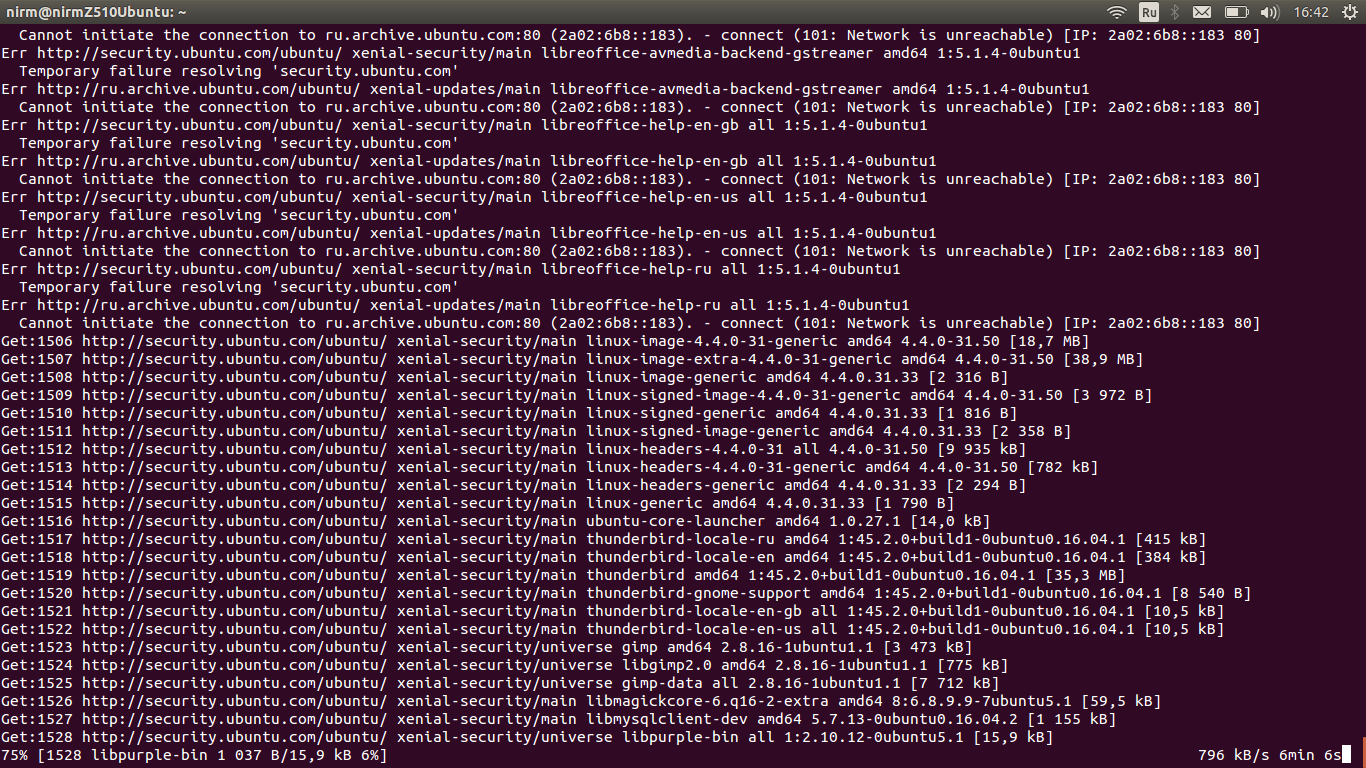 nirm@nirmZ510Ubuntu: ~ Ru 16:42
Cannot initiate the connection to ru.archive.ubuntu.com:80 (2a02:6b8::183). - connect (101: Network is unreachable) [IP: 2a02:6b8::183 80]
Err http://security.ubuntu.com/ubuntu/ xenial-security/main libreoffice-avmedia-backend-gstreamer amd64 1:5.1.4-0ubuntu1
Temporary failure resolving 'security.ubuntu.com'
Err http://ru.archive.ubuntu.com/ubuntu/ xenial-updates/main libreoffice-avmedia-backend-gstreamer amd64 1:5.1.4-0ubuntu1
Cannot initiate the connection to ru.archive.ubuntu.com:80 (2a02:6b8::183). - connect (101: Network is unreachable) [IP: 2a02:6b8::183 80]
Err http://security.ubuntu.com/ubuntu/ xenial-security/main libreoffice-help-en-gb all 1:5.1.4-0ubuntu1
Temporary failure resolving 'security.ubuntu.com'
Err http://ru.archive.ubuntu.com/ubuntu/ xenial-updates/main libreoffice-help-en-gb all 1:5.1.4-0ubuntu1
Cannot initiate the connection to ru.archive.ubuntu.com:80 (2a02:6b8::183). - connect (101: Network is unreachable) [IP: 2a02:6b8::183 80]
Err http://security.ubuntu.com/ubuntu/ xenial-security/main libreoffice-help-en-us all 1:5.1.4-0ubuntu1
Temporary failure resolving 'security.ubuntu.com'
Err http://ru.archive.ubuntu.com/ubuntu/ xenial-updates/main libreoffice-help-en-us all 1:5.1.4-0ubuntu1
Cannot initiate the connection to ru.archive.ubuntu.com:80 (2a02:6b8::183). - connect (101: Network is unreachable) [IP: 2a02:6b8::183 80]
Err http://security.ubuntu.com/ubuntu/ xenial-security/main libreoffice-help-ru all 1:5.1.4-0ubuntu1
Temporary failure resolving 'security.ubuntu.com'
Err http://ru.archive.ubuntu.com/ubuntu/ xenial-updates/main libreoffice-help-ru all 1:5.1.4-0ubuntu1
Cannot initiate the connection to ru.archive.ubuntu.com:80 (2a02:6b8::183). - connect (101: Network is unreachable) [IP: 2a02:6b8::183 80]
Get:1506 http://security.ubuntu.com/ubuntu/ xenial-security/main linux-image-4.4.0-31-generic amd64 4.4.0-31.50 [18,7 MB]
Get:1507 http://security.ubuntu.com/ubuntu/ xenial-security/main linux-image-extra-4.4.0-31-generic amd64 4.4.0-31.50 [38,9 MB]
Get:1508 http://security.ubuntu.com/ubuntu/ xenial-security/main linux-image-generic amd64 4.4.0.31.33 [2 316 B]
Get:1509 http://security.ubuntu.com/ubuntu/ xenial-security/main linux-signed-image-4.4.0-31-generic amd64 4.4.0-31.50 [3 972 B]
Get:1510 http://security.ubuntu.com/ubuntu/ xenial-security/main linux-signed-generic amd64 4.4.0.31.33 [1 816 B]
Get:1511 http://security.ubuntu.com/ubuntu/ xenial-security/main linux-signed-image-generic amd64 4.4.0.31.33 [2 358 B]
Get:1512 http://security.ubuntu.com/ubuntu/ xenial-security/main linux-headers-4.4.0-31 all 4.4.0-31.50 [9 935 kB]
Get:1513 http://security.ubuntu.com/ubuntu/ xenial-security/main linux-headers-4.4.0-31-generic amd64 4.4.0-31.50 [782 kB]
Get:1514 http://security.ubuntu.com/ubuntu/ xenial-security/main linux-headers-generic amd64 4.4.0.31.33 [2 294 B]
Get:1515 http://security.ubuntu.com/ubuntu/ xenial-security/main linux-generic amd64 4.4.0.31.33 [1 790 B]
Get:1516 http://security.ubuntu.com/ubuntu/ xenial-security/main ubuntu-core-launcher amd64 1.0.27.1 [14,0 kB]
Get:1517 http://security.ubuntu.com/ubuntu/ xenial-security/main thunderbird-locale-ru amd64 1:45.2.0+build1-0ubuntu0.16.04.1 [415 kB]
Get:1518 http://security.ubuntu.com/ubuntu/ xenial-security/main thunderbird-locale-en amd64 1:45.2.0+build1-0ubuntu0.16.04.1 [384 kB]
Get:1519 http://security.ubuntu.com/ubuntu/ xenial-security/main thunderbird amd64 1:45.2.0+build1-0ubuntu0.16.04.1 [35,3 MB]
Get:1520 http://security.ubuntu.com/ubuntu/ xenial-security/main thunderbird-gnome-support amd64 1:45.2.0+build1-0ubuntu0.16.04.1 [8 540 B]
Get:1521 http://security.ubuntu.com/ubuntu/ xenial-security/main thunderbird-locale-en-gb all 1:45.2.0+build1-0ubuntu0.16.04.1 [10,5 kB]
Get:1522 http://security.ubuntu.com/ubuntu/ xenial-security/main thunderbird-locale-en-us all 1:45.2.0+build1-0ubuntu0.16.04.1 [10,5 kB]
Get:1523 http://security.ubuntu.com/ubuntu/ xenial-security/universe gimp amd64 2.8.16-1ubuntu1.1 [3 473 kB]
Get:1524 http://security.ubuntu.com/ubuntu/ xenial-security/universe libgimp2.0 amd64 2.8.16-1ubuntu1.1 [775 kB]
Get:1525 http://security.ubuntu.com/ubuntu/ xenial-security/universe gimp-data all 2.8.16-1ubuntu1.1 [7 712 kB]
Get:1526 http://security.ubuntu.com/ubuntu/ xenial-security/main libmagickcore-6.q16-2-extra amd64 8:6.8.9.9-7ubuntu5.1 [59,5 kB]
Get:1527 http://security.ubuntu.com/ubuntu/ xenial-security/main libmysqlclient-dev amd64 5.7.13-0ubuntu0.16.04.2 [1 155 kB]
Get:1528 http://security.ubuntu.com/ubuntu/ xenial-security/universe libpurple-bin all 1:2.10.12-0ubuntu5.1 [15,9 kB]
75% [1528 libpurple-bin 1 037 B/15,9 kB 6%] 796 kB/s 6min 6s